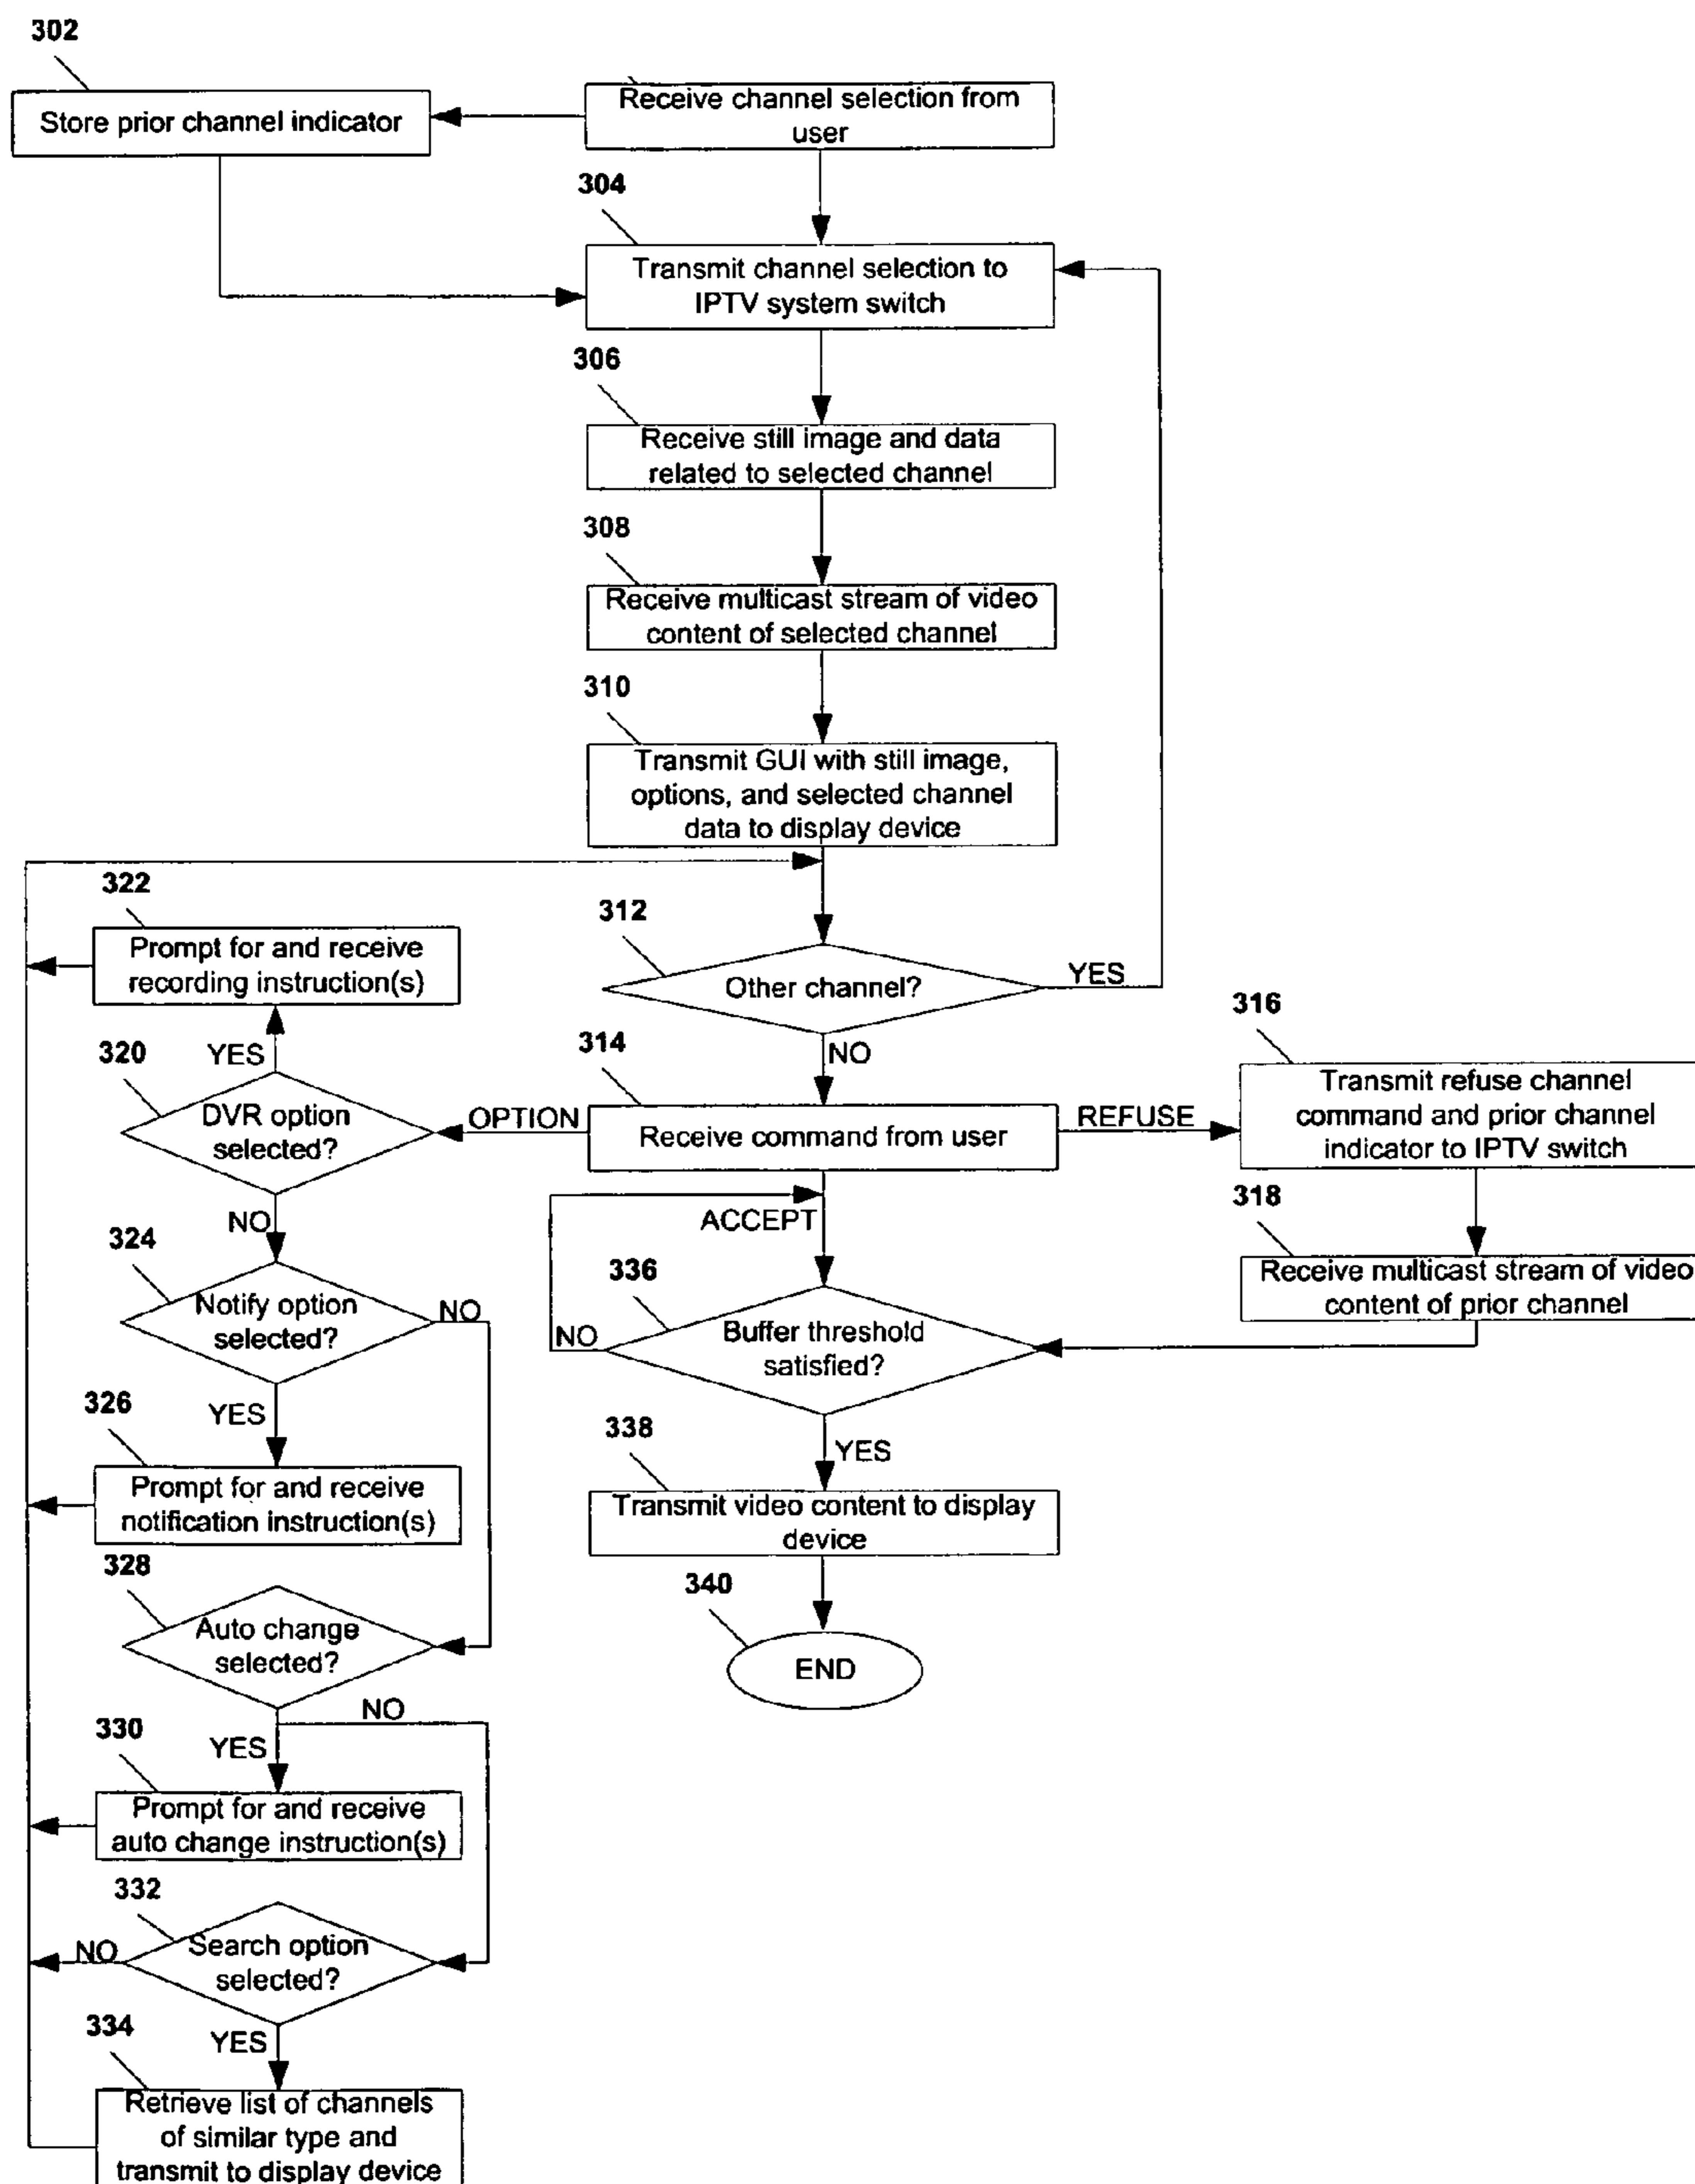 302
Store prior channel indicator
Receive channel selection from
user
304
Transmit channel selection to
IPTV system switch
306
Receive still image and data
related to selected channel
308
Receive multicast stream of video
content of selected channel
310
Transmit GUI with still image,
options, and selected channel
data to display device
312
Other channel?
YES
NO
314
Receive command from user
OPTION
REFUSE
ACCEPT
316
Transmit refuse channel
command and prior channel
indicator to IPTV switch
318
Receive multicast stream of video
content of prior channel
320
DVR option
selected?
YES
NO
322
Prompt for and receive
recording instruction(s)
324
Notify option
selected?
NO
YES
326
Prompt for and receive
notification instruction(s)
328
Auto change
selected?
NO
YES
330
Prompt for and receive
auto change instruction(s)
332
Search option
selected?
NO
YES
334
Retrieve list of channels
of similar type and
transmit to display device
336
Buffer threshold
satisfied?
NO
YES
338
Transmit video content to display
device
340
END